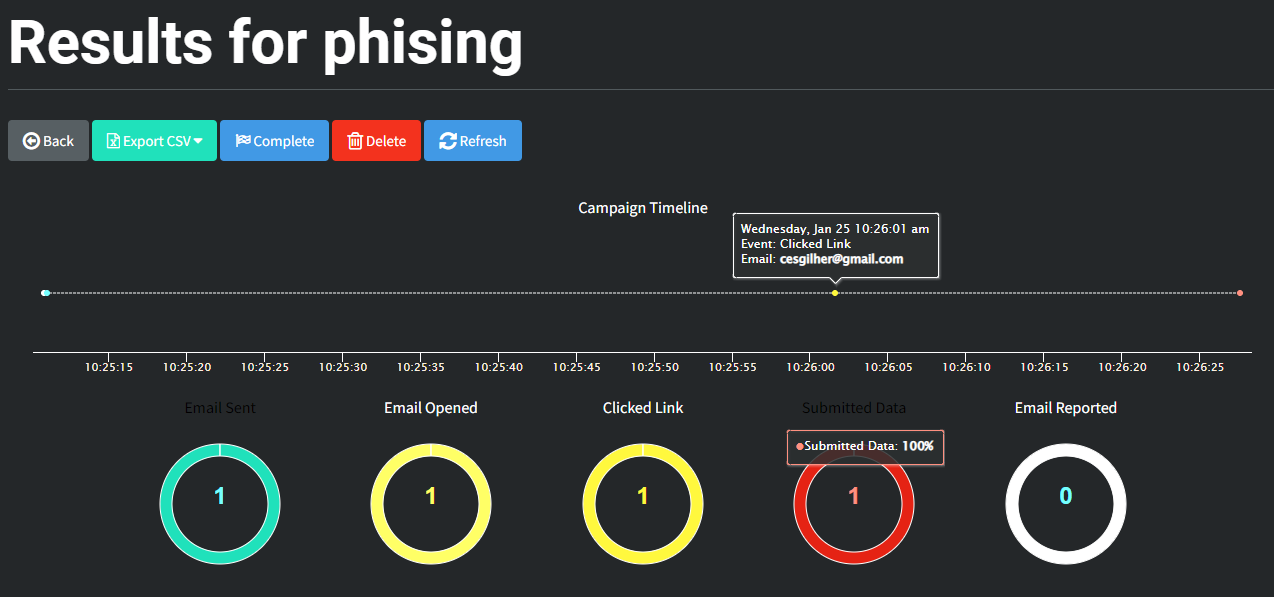 Results for phising
Back
Export CSV
Complete
Delete
Refresh
Campaign Timeline
Wednesday, Jan 25 10:26:01 am
Event: Clicked Link
Email: cesgilher@gmail.com
10:25:15 10:25:20 10:25:25 10:25:30 10:25:35 10:25:40 10:25:45 10:25:50 10:25:55 10:26:00 10:26:05 10:26:10 10:26:15 10:26:20 10:26:25
Email Sent
Email Opened
Clicked Link
Submitted Data
Email Reported
Submitted Data: 100%
1
1
1
1
0